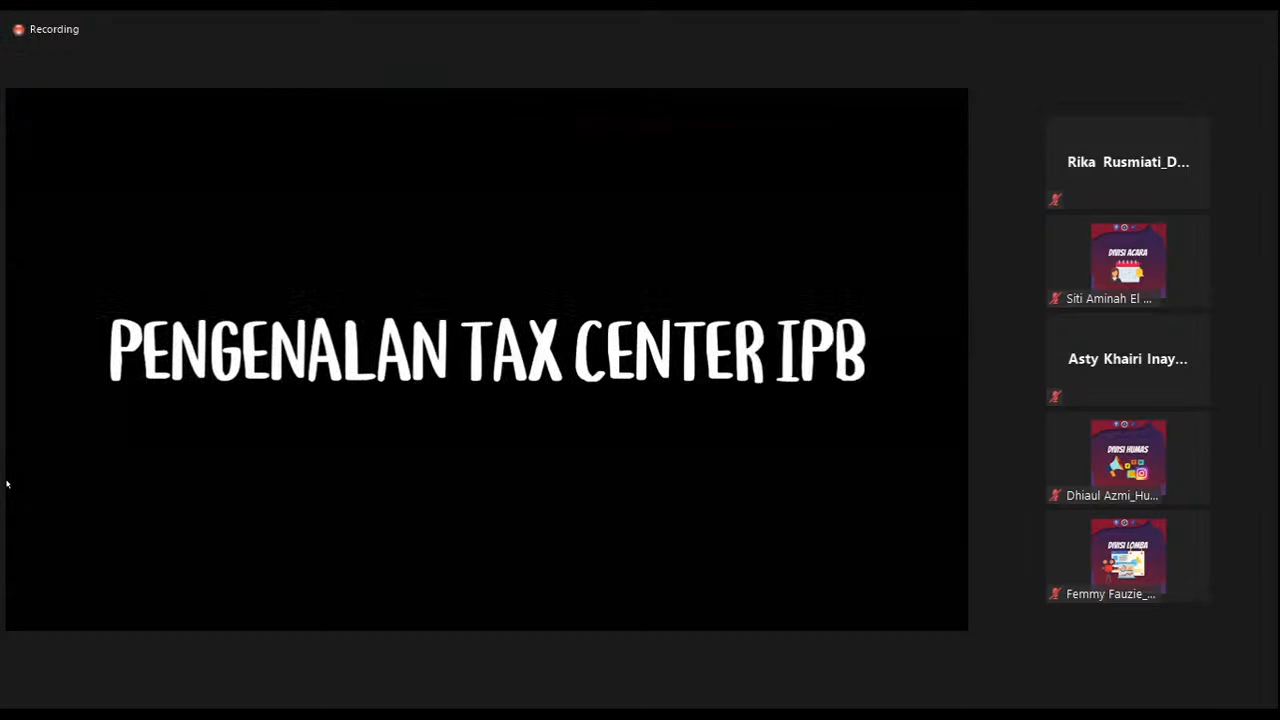 Recording
PENGENALAN TAX CENTER IPB
Rika Rusmiati_D...
DIVISI ACARA
Siti Aminah El ...
Asty Khairi Inay...
DIVISI HUMAS
Dhiaul Azmi_Hu...
DIVISI LOMBA
Femmy Fauzie_...